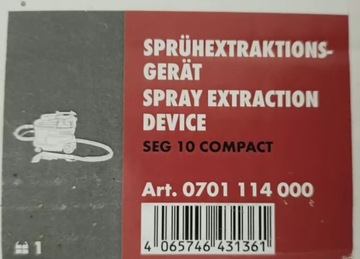 SPRÜHEXTRAKTIONS-
GERÄT
SPRAY EXTRACTION
DEVICE
SEG 10 COMPACT
Art. 0701 114 000
4 065746 431361
1